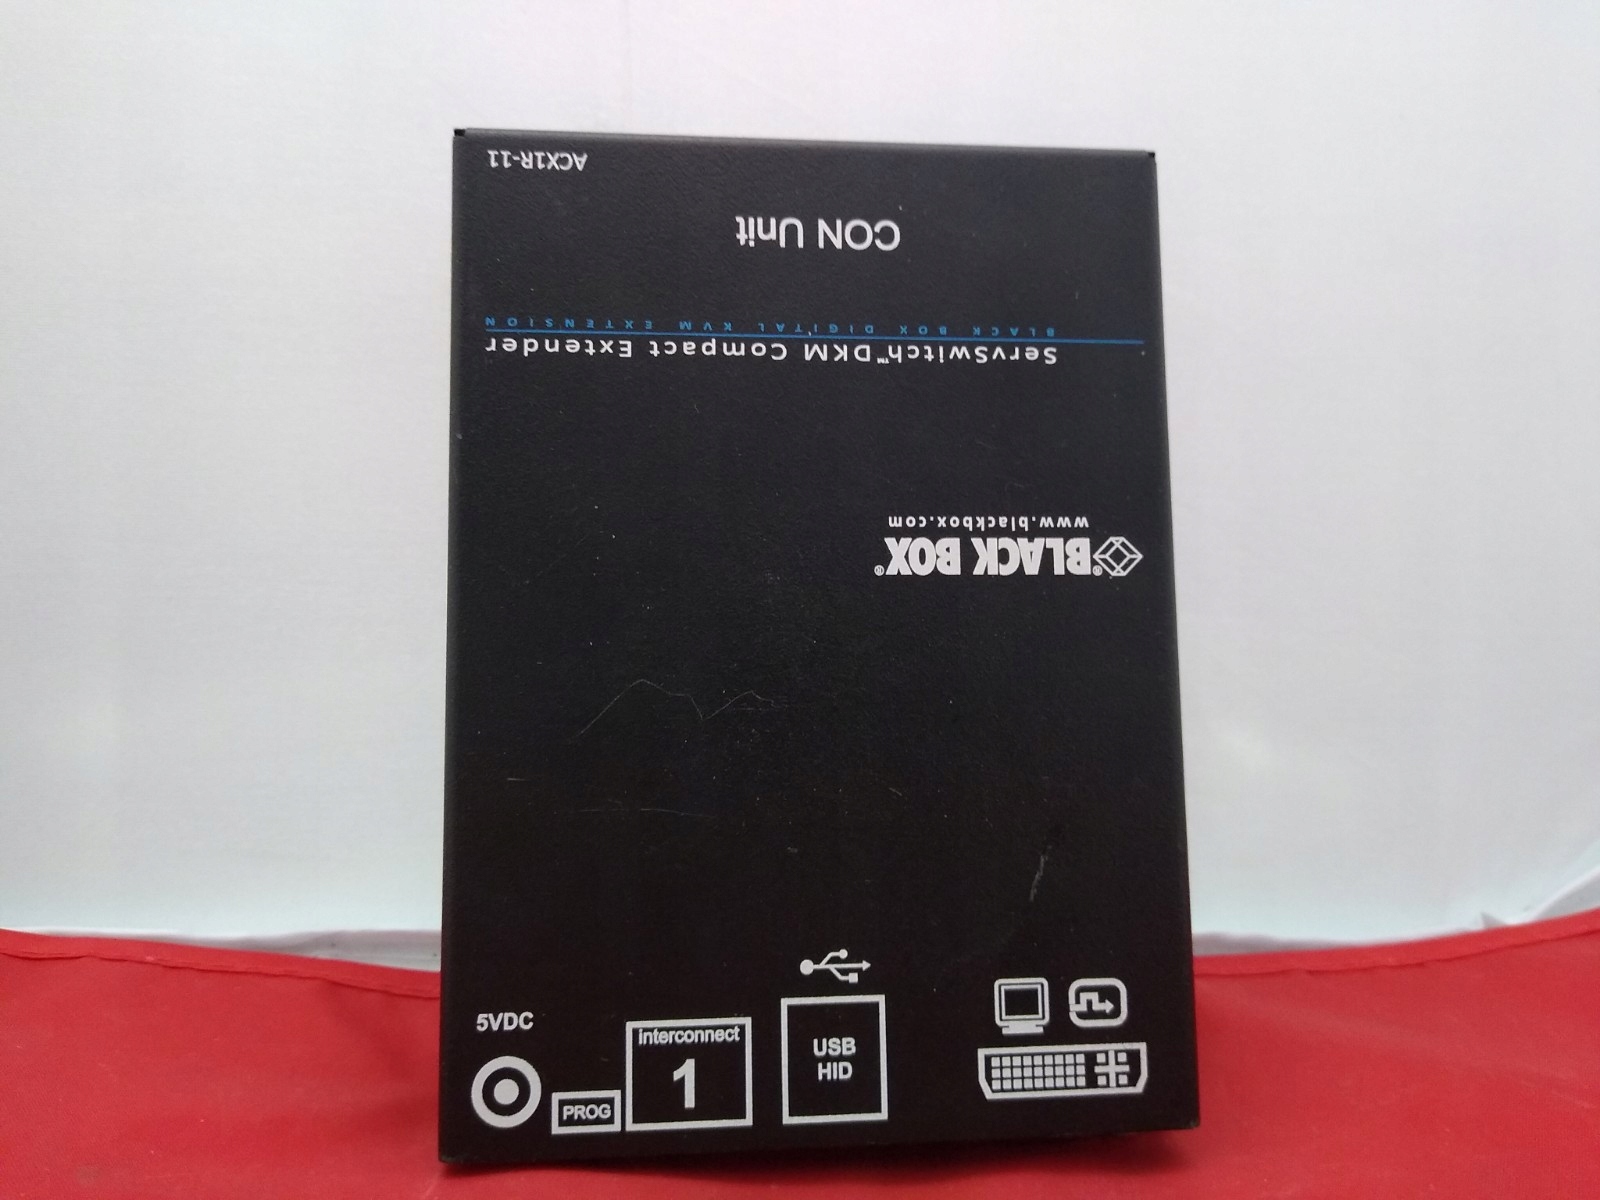 ACX1R-11
CON Unit
BLACK BOX DIGITAL KVM EXTENSION
ServSwitch™ DKM Compact Extender
www.blackbox.com
®BLACK BOX®
5VDC
interconnect
1
PROG
USB
HID